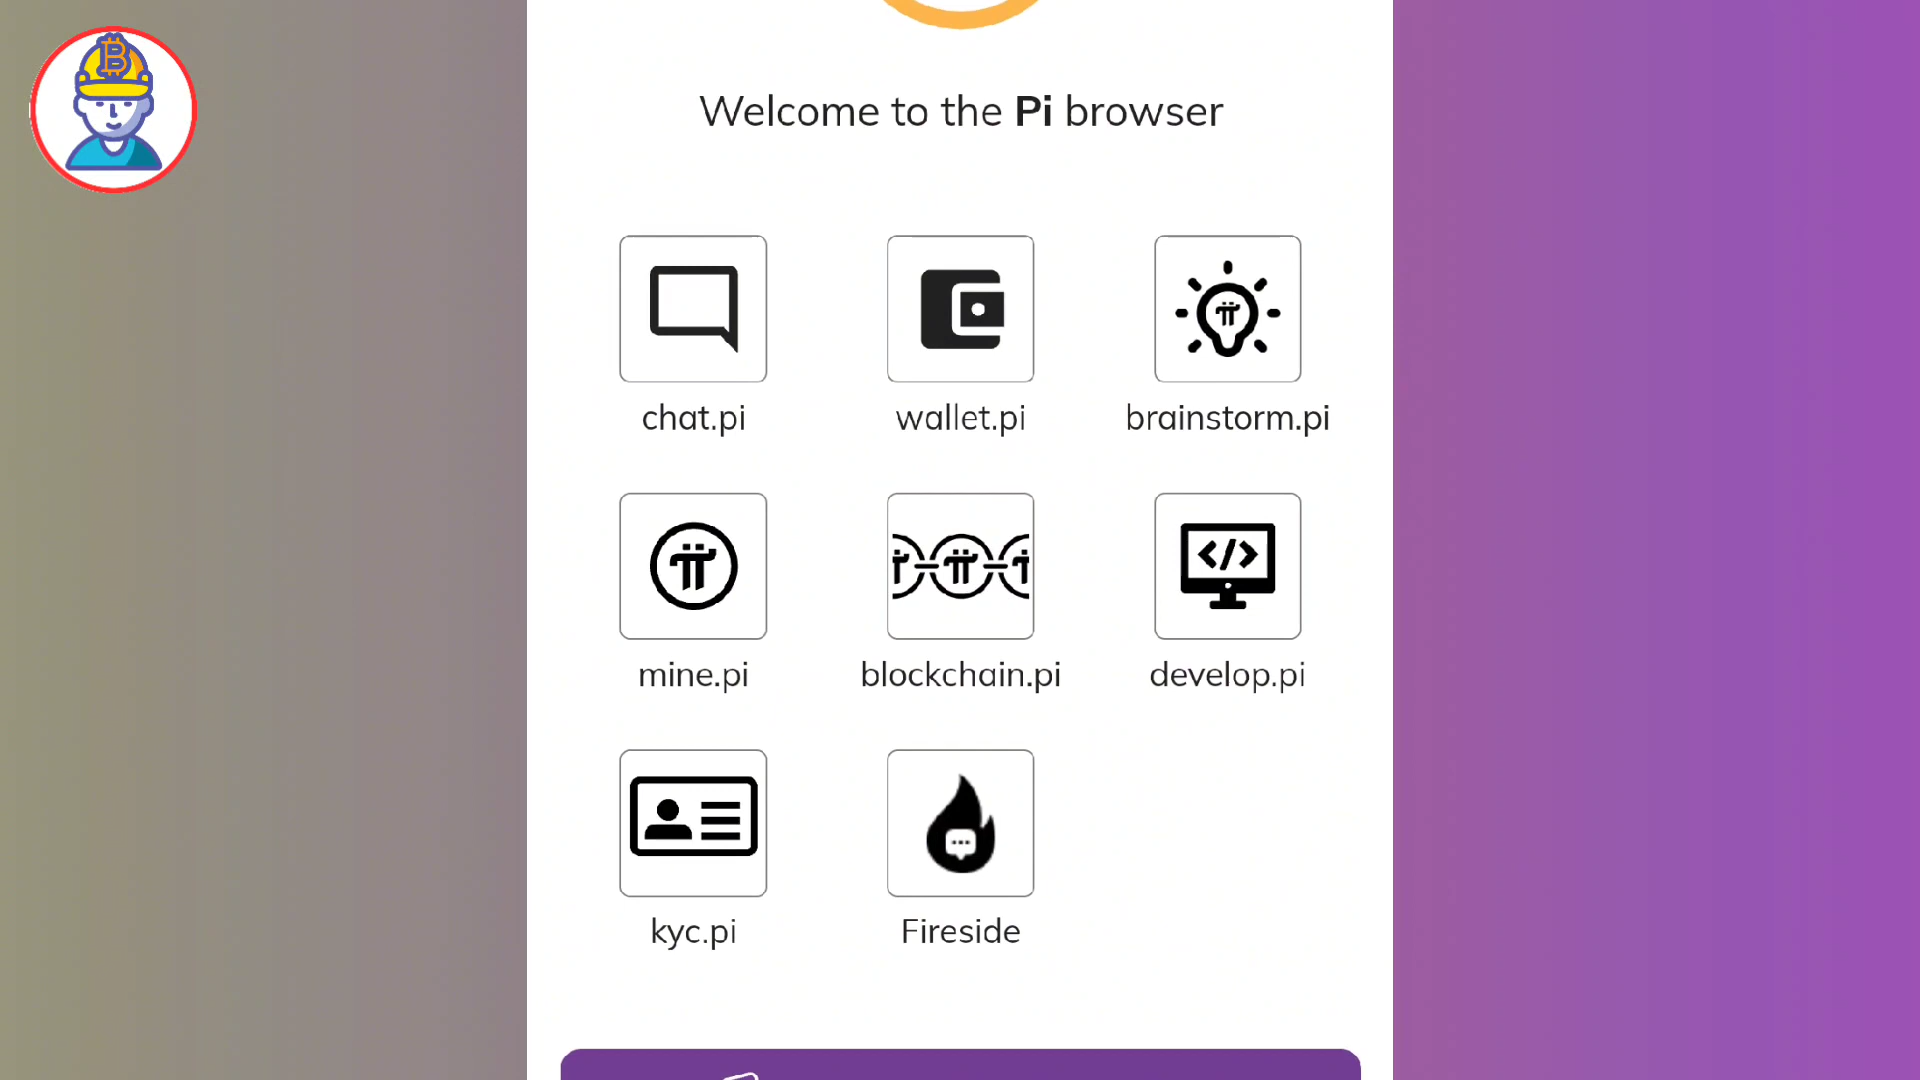 Welcome to the Pi browser
chat.pi
wallet.pi
brainstorm.pi
mine.pi
blockchain.pi
develop.pi
kyc.pi
Fireside